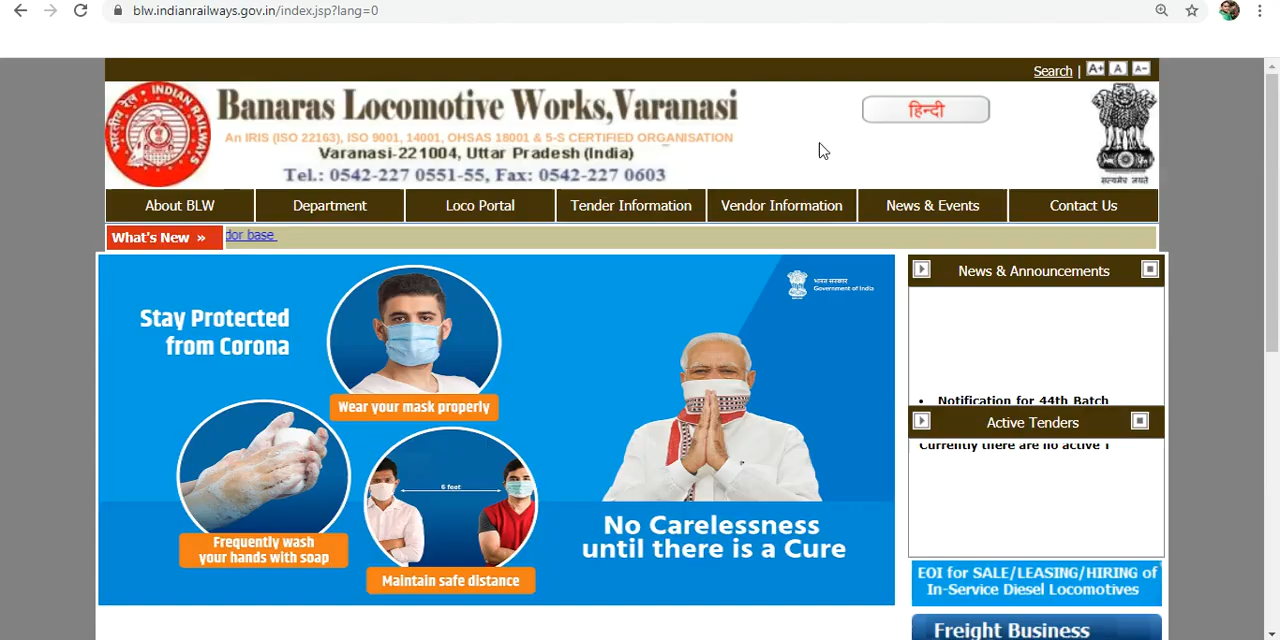 blw.indianrailways.gov.in/index.jsp?lang=0
Search | A+ A A-
INDIAN RAILWAYS
भारतीय रेल
Banaras Locomotive Works,Varanasi
An IRIS (ISO 22163), ISO 9001, 14001, OHSAS 18001 & 5-S CERTIFIED ORGANISATION
Varanasi-221004, Uttar Pradesh (India)
Tel.: 0542-227 0551-55, Fax: 0542-227 0603
हिन्दी
सत्यमेव जयते
About BLW
Department
Loco Portal
Tender Information
Vendor Information
News & Events
Contact Us
What's New »
dor base
Stay Protected
from Corona
Wear your mask properly
Frequently wash
your hands with soap
6 feet
Maintain safe distance
भारत सरकार
Government of India
No Carelessness
until there is a Cure
News & Announcements
• Notification for 44th Batch
Active Tenders
Currently there are no active
EOI for SALE/LEASING/HIRING of
In-Service Diesel Locomotives
Freight Business